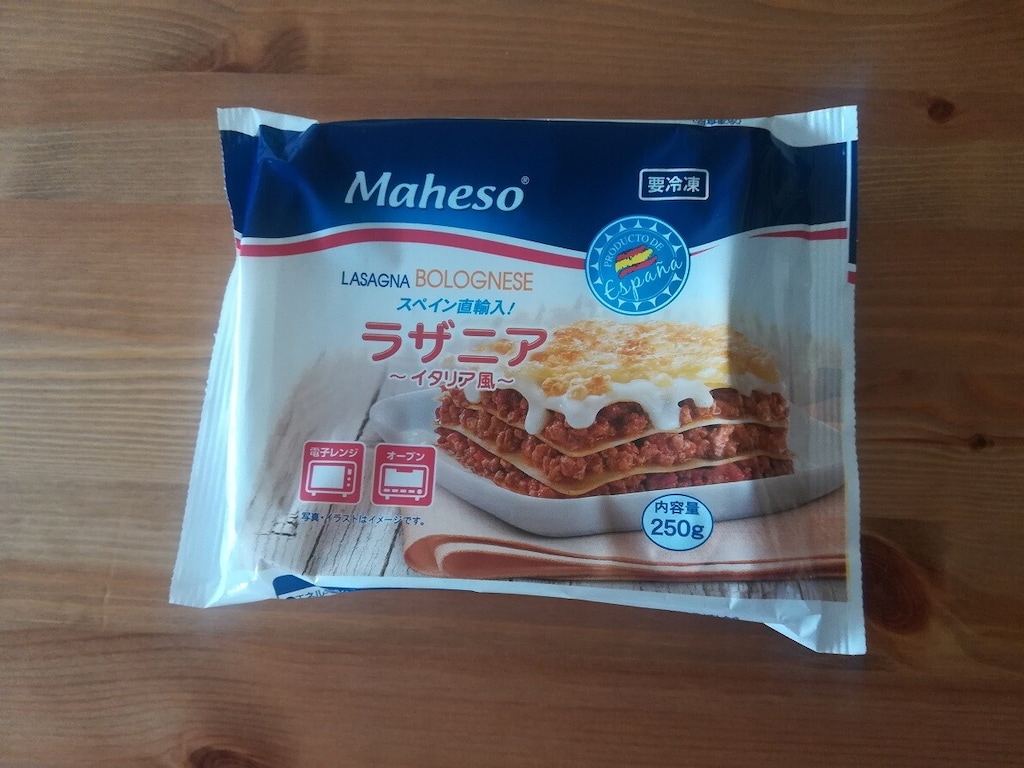 Maheso®
要冷凍
PRODUCTO DE
España
LASAGNA BOLOGNESE
スペイン直輸入!
ラザニア
～イタリア風～
電子レンジ
オーブン
写真・イラストはイメージです。
内容量
250g